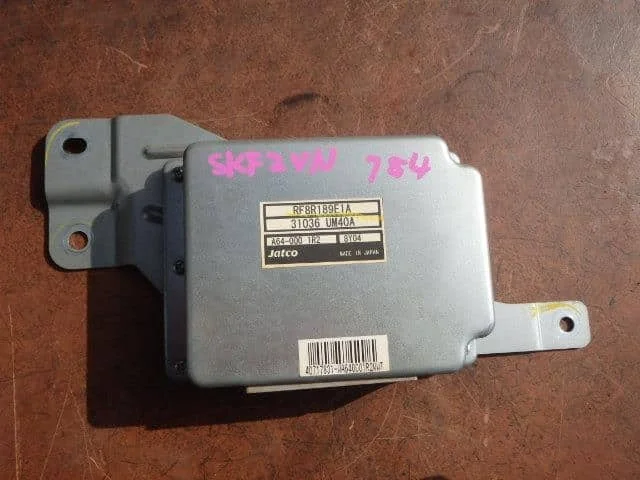 SKF2VN 784
RF8R189E1A
31036 UM40A
A64-000 1R2 8Y04
Jatco MADE IN JAPAN